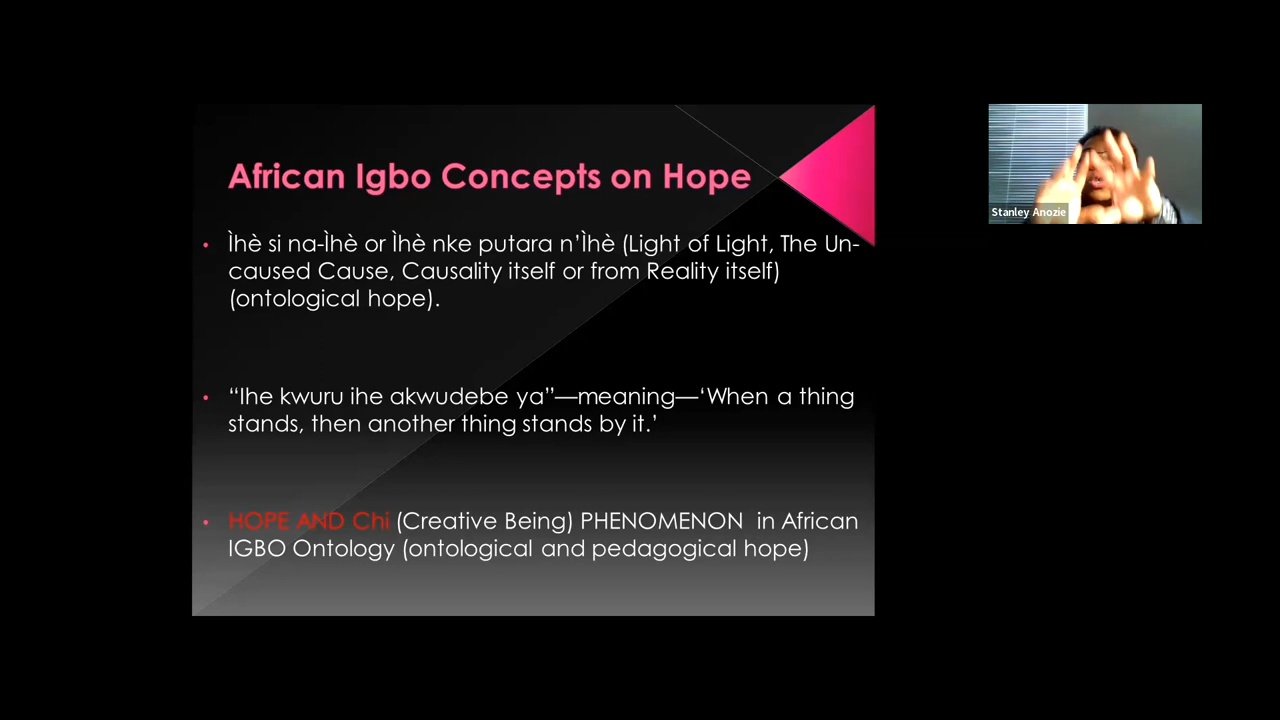 African Igbo Concepts on Hope
Ìhè si na-Ìhè or Ìhè nke putara n’Ìhè (Light of Light, The Un-
caused Cause, Causality itself or from Reality itself)
(ontological hope).
“Ihe kwuru ihe akwudebe ya”—meaning—‘When a thing
stands, then another thing stands by it.’
HOPE AND Chi (Creative Being) PHENOMENON in African
IGBO Ontology (ontological and pedagogical hope)
Stanley Anozie